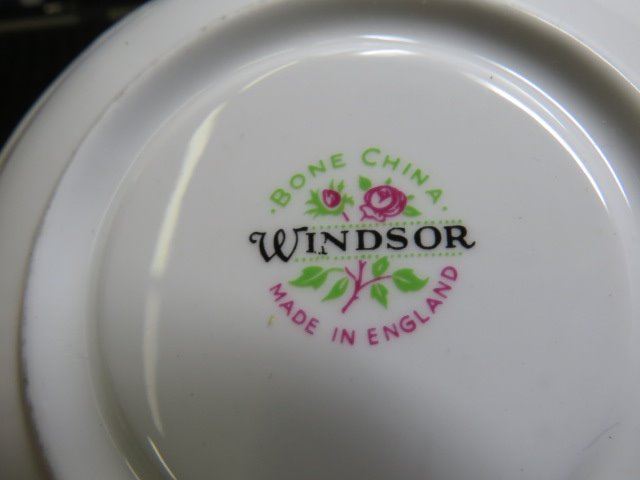 · BONE CHINA ·
WINDSOR
MADE IN ENGLAND